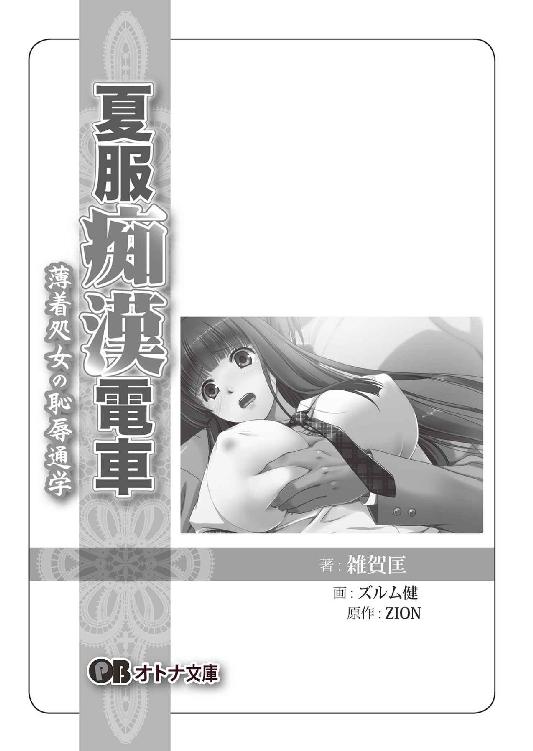 夏服痴漢電車
薄着処女の恥辱通学
著：雑賀匡
画：ズルム健
原作：ZION
PB オトナ文庫